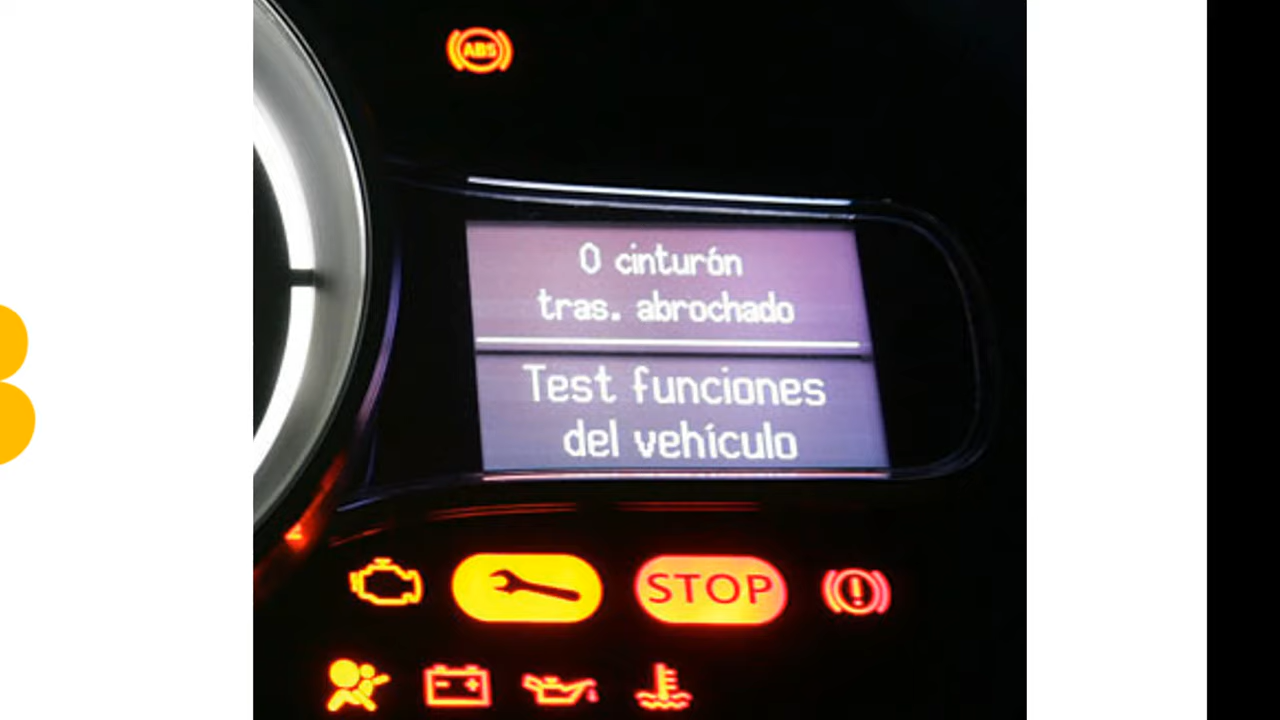 ABS
0 cinturón
tras. abrochado
Test funciones
del vehículo
STOP